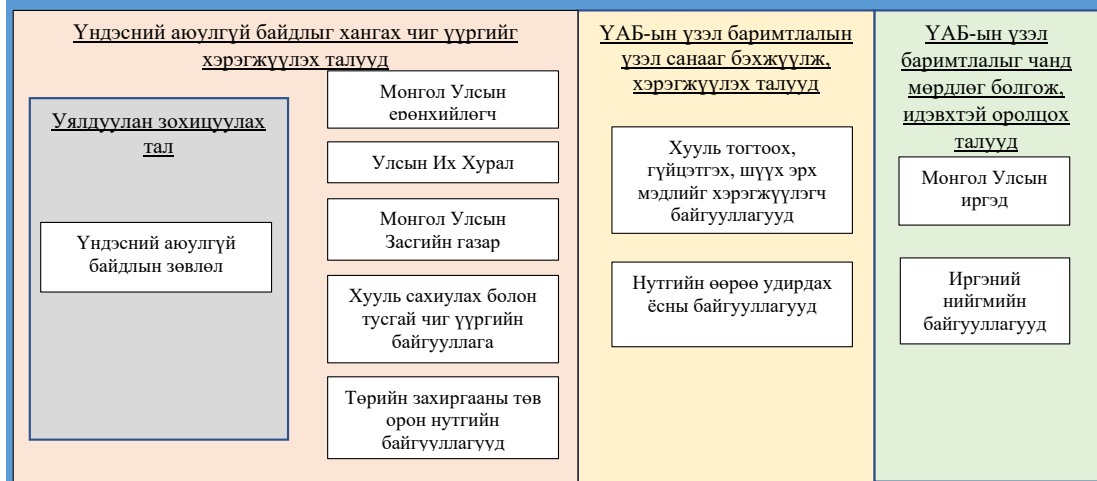 Үндэсний аюулгүй байдлыг хангах чиг үүргийг
хэрэгжүүлэх талууд
Уялдуулан зохицуулах
тал
Үндэсний аюулгүй
байдлын зөвлөл
Монгол Улсын
ерөнхийлөгч
Улсын Их Хурал
Монгол Улсын
Засгийн газар
Хууль сахиулах болон
тусгай чиг үүргийн
байгууллага
Төрийн захиргааны төв
орон нутгийн
байгууллагууд
ҮАБ-ын үзэл баримтлалын
үзэл санааг бэхжүүлж,
хэрэгжүүлэх талууд
Хууль тогтоох,
гүйцэтгэх, шүүх эрх
мэдлийг хэрэгжүүлэгч
байгууллагууд
Нутгийн өөрөө удирдах
ёсны байгууллагууд
ҮАБ-ын үзэл
баримтлалыг чанд
мөрдлөг болгож,
идэвхтэй оролцох
талууд
Монгол Улсын
иргэд
Иргэний
нийгмийн
байгууллагууд